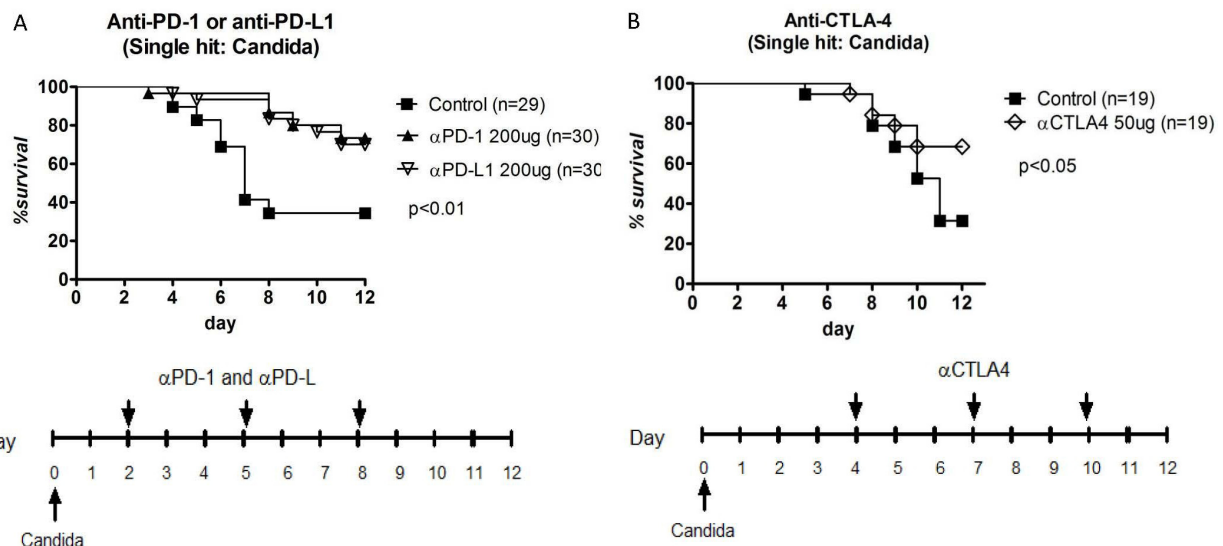 A
Anti-PD-1 or anti-PD-L1
(Single hit: Candida)
100
80
60
40
20
0
%survival
0 2 4 6 8 10 12
day
Control (n=29)
αPD-1 200ug (n=30)
αPD-L1 200ug (n=30
p<0.01
αPD-1 and αPD-L
ay
0 1 2 3 4 5 6 7 8 9 10 11 12
Candida
B
Anti-CTLA-4
(Single hit: Candida)
100
80
60
40
20
0
% survival
0 2 4 6 8 10 12
day
Control (n=19)
αCTLA4 50ug (n=19)
p<0.05
αCTLA4
Day
0 1 2 3 4 5 6 7 8 9 10 11 12
Candida